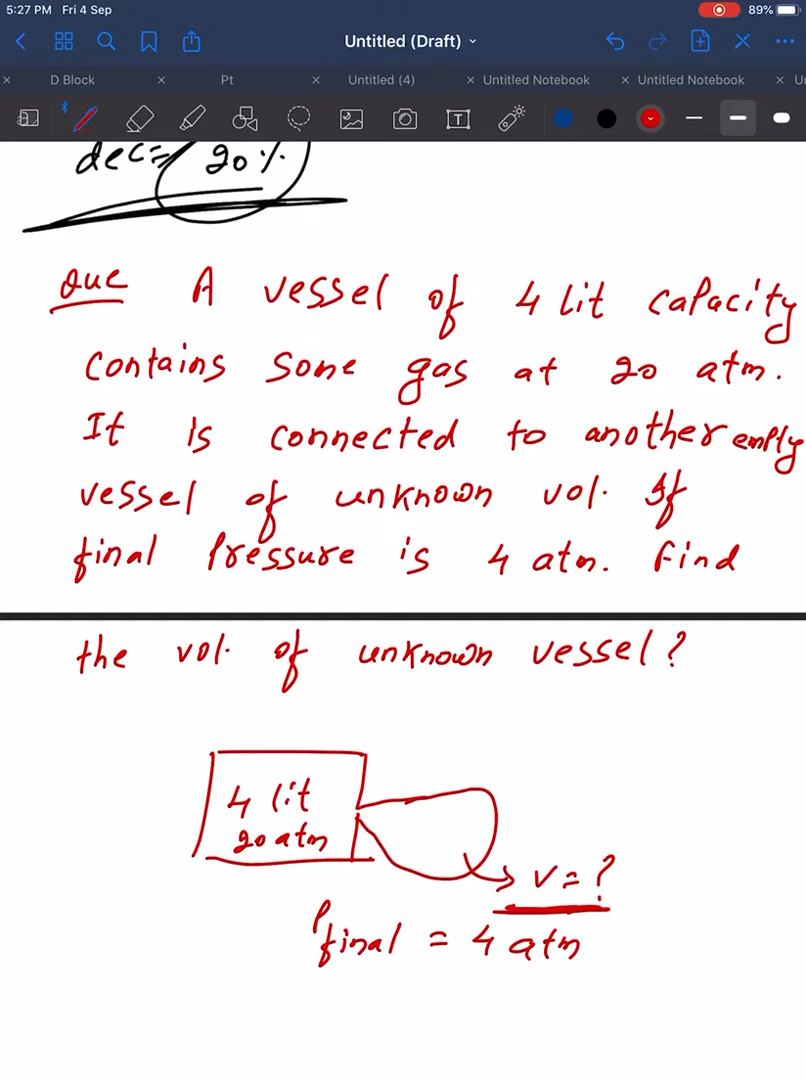 5:27 PM Fri 4 Sep 89%
Untitled (Draft)
D Block Pt Untitled (4) Untitled Notebook Untitled Notebook
dec= 20%
Que A vessel of 4 lit capacity
contains some gas at 20 atm.
It is connected to another empty
vessel of unknown vol. If
final pressure is 4 atm. Find
the vol. of unknown vessel?
4 lit
20 atm
V = ?
Pfinal = 4 atm